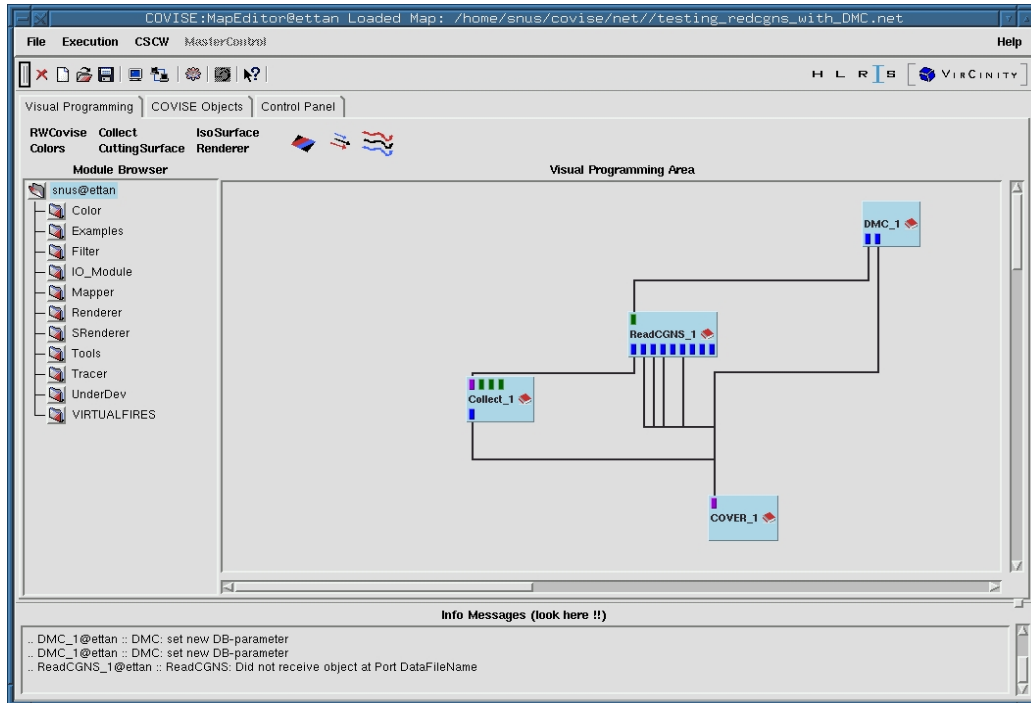 COVISE:MapEditor@ettan Loaded Map: /home/snus/covise/net//testing_redcgns_with_DMC.net
File Execution CSCW MasterControl Help
H L R I S VIRCINITY
Visual Programming COVISE Objects Control Panel
RWCovise Collect IsoSurface
Colors CuttingSurface Renderer
Module Browser
Visual Programming Area
snus@ettan
Color
Examples
Filter
IO_Module
Mapper
Renderer
SRenderer
Tools
Tracer
UnderDev
VIRTUALFIRES
DMC_1
ReadCGNS_1
Collect_1
COVER_1
Info Messages (look here !!)
.. DMC_1@ettan :: DMC: set new DB-parameter
.. DMC_1@ettan :: DMC: set new DB-parameter
.. ReadCGNS_1@ettan :: ReadCGNS: Did not receive object at Port DataFileName